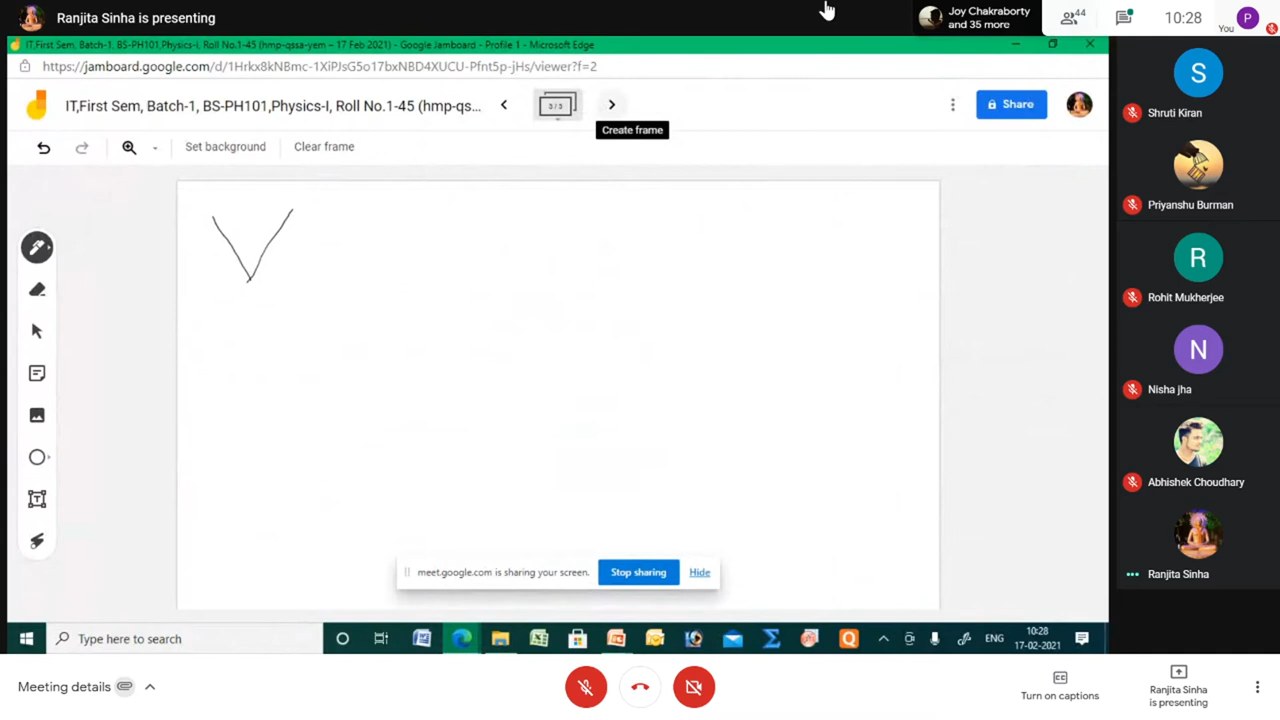 Ranjita Sinha is presenting
Joy Chakraborty
and 35 more
44
10:28
You
P
IT,First Sem, Batch-1, BS-PH101,Physics-I, Roll No.1-45 (hmp-qssa-yem – 17 Feb 2021) - Google Jamboard - Profile 1 - Microsoft Edge
https://jamboard.google.com/d/1Hrkx8kNBmc-1XiPJsG5o17bxNBD4XUCU-Pfnt5p-jHs/viewer?f=2
IT,First Sem, Batch-1, BS-PH101,Physics-I, Roll No.1-45 (hmp-qs...
3 / 3
Share
Create frame
Set background
Clear frame
V
S
Shruti Kiran
Priyanshu Burman
R
Rohit Mukherjee
N
Nisha jha
Abhishek Choudhary
Ranjita Sinha
meet.google.com is sharing your screen.
Stop sharing
Hide
Type here to search
ENG
10:28
17-02-2021
Meeting details
Turn on captions
Ranjita Sinha
is presenting